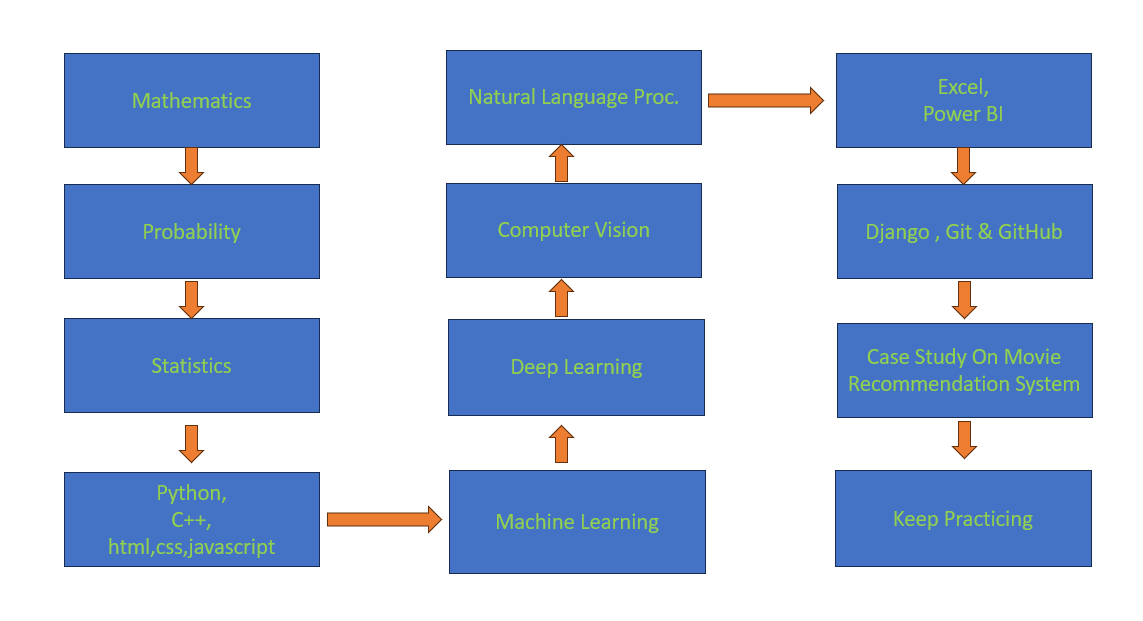 Mathematics
Probability
Statistics
Python,
C++,
html,css,javascript
Machine Learning
Deep Learning
Computer Vision
Natural Language Proc.
Excel,
Power BI
Django , Git & GitHub
Case Study On Movie
Recommendation System
Keep Practicing